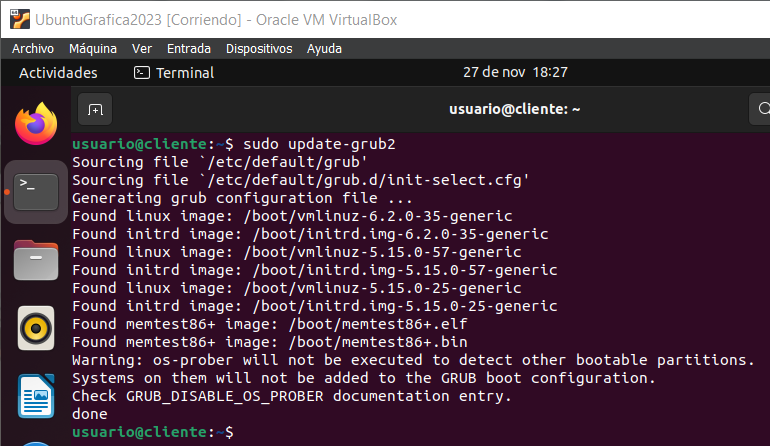 UbuntuGrafica2023 [Corriendo] - Oracle VM VirtualBox
Archivo Máquina Ver Entrada Dispositivos Ayuda
Actividades Terminal 27 de nov 18:27
usuario@cliente: ~
usuario@cliente:~$ sudo update-grub2
Sourcing file `/etc/default/grub'
Sourcing file `/etc/default/grub.d/init-select.cfg'
Generating grub configuration file ...
Found linux image: /boot/vmlinuz-6.2.0-35-generic
Found initrd image: /boot/initrd.img-6.2.0-35-generic
Found linux image: /boot/vmlinuz-5.15.0-57-generic
Found initrd image: /boot/initrd.img-5.15.0-57-generic
Found linux image: /boot/vmlinuz-5.15.0-25-generic
Found initrd image: /boot/initrd.img-5.15.0-25-generic
Found memtest86+ image: /boot/memtest86+.elf
Found memtest86+ image: /boot/memtest86+.bin
Warning: os-prober will not be executed to detect other bootable partitions.
Systems on them will not be added to the GRUB boot configuration.
Check GRUB_DISABLE_OS_PROBER documentation entry.
done
usuario@cliente:~$